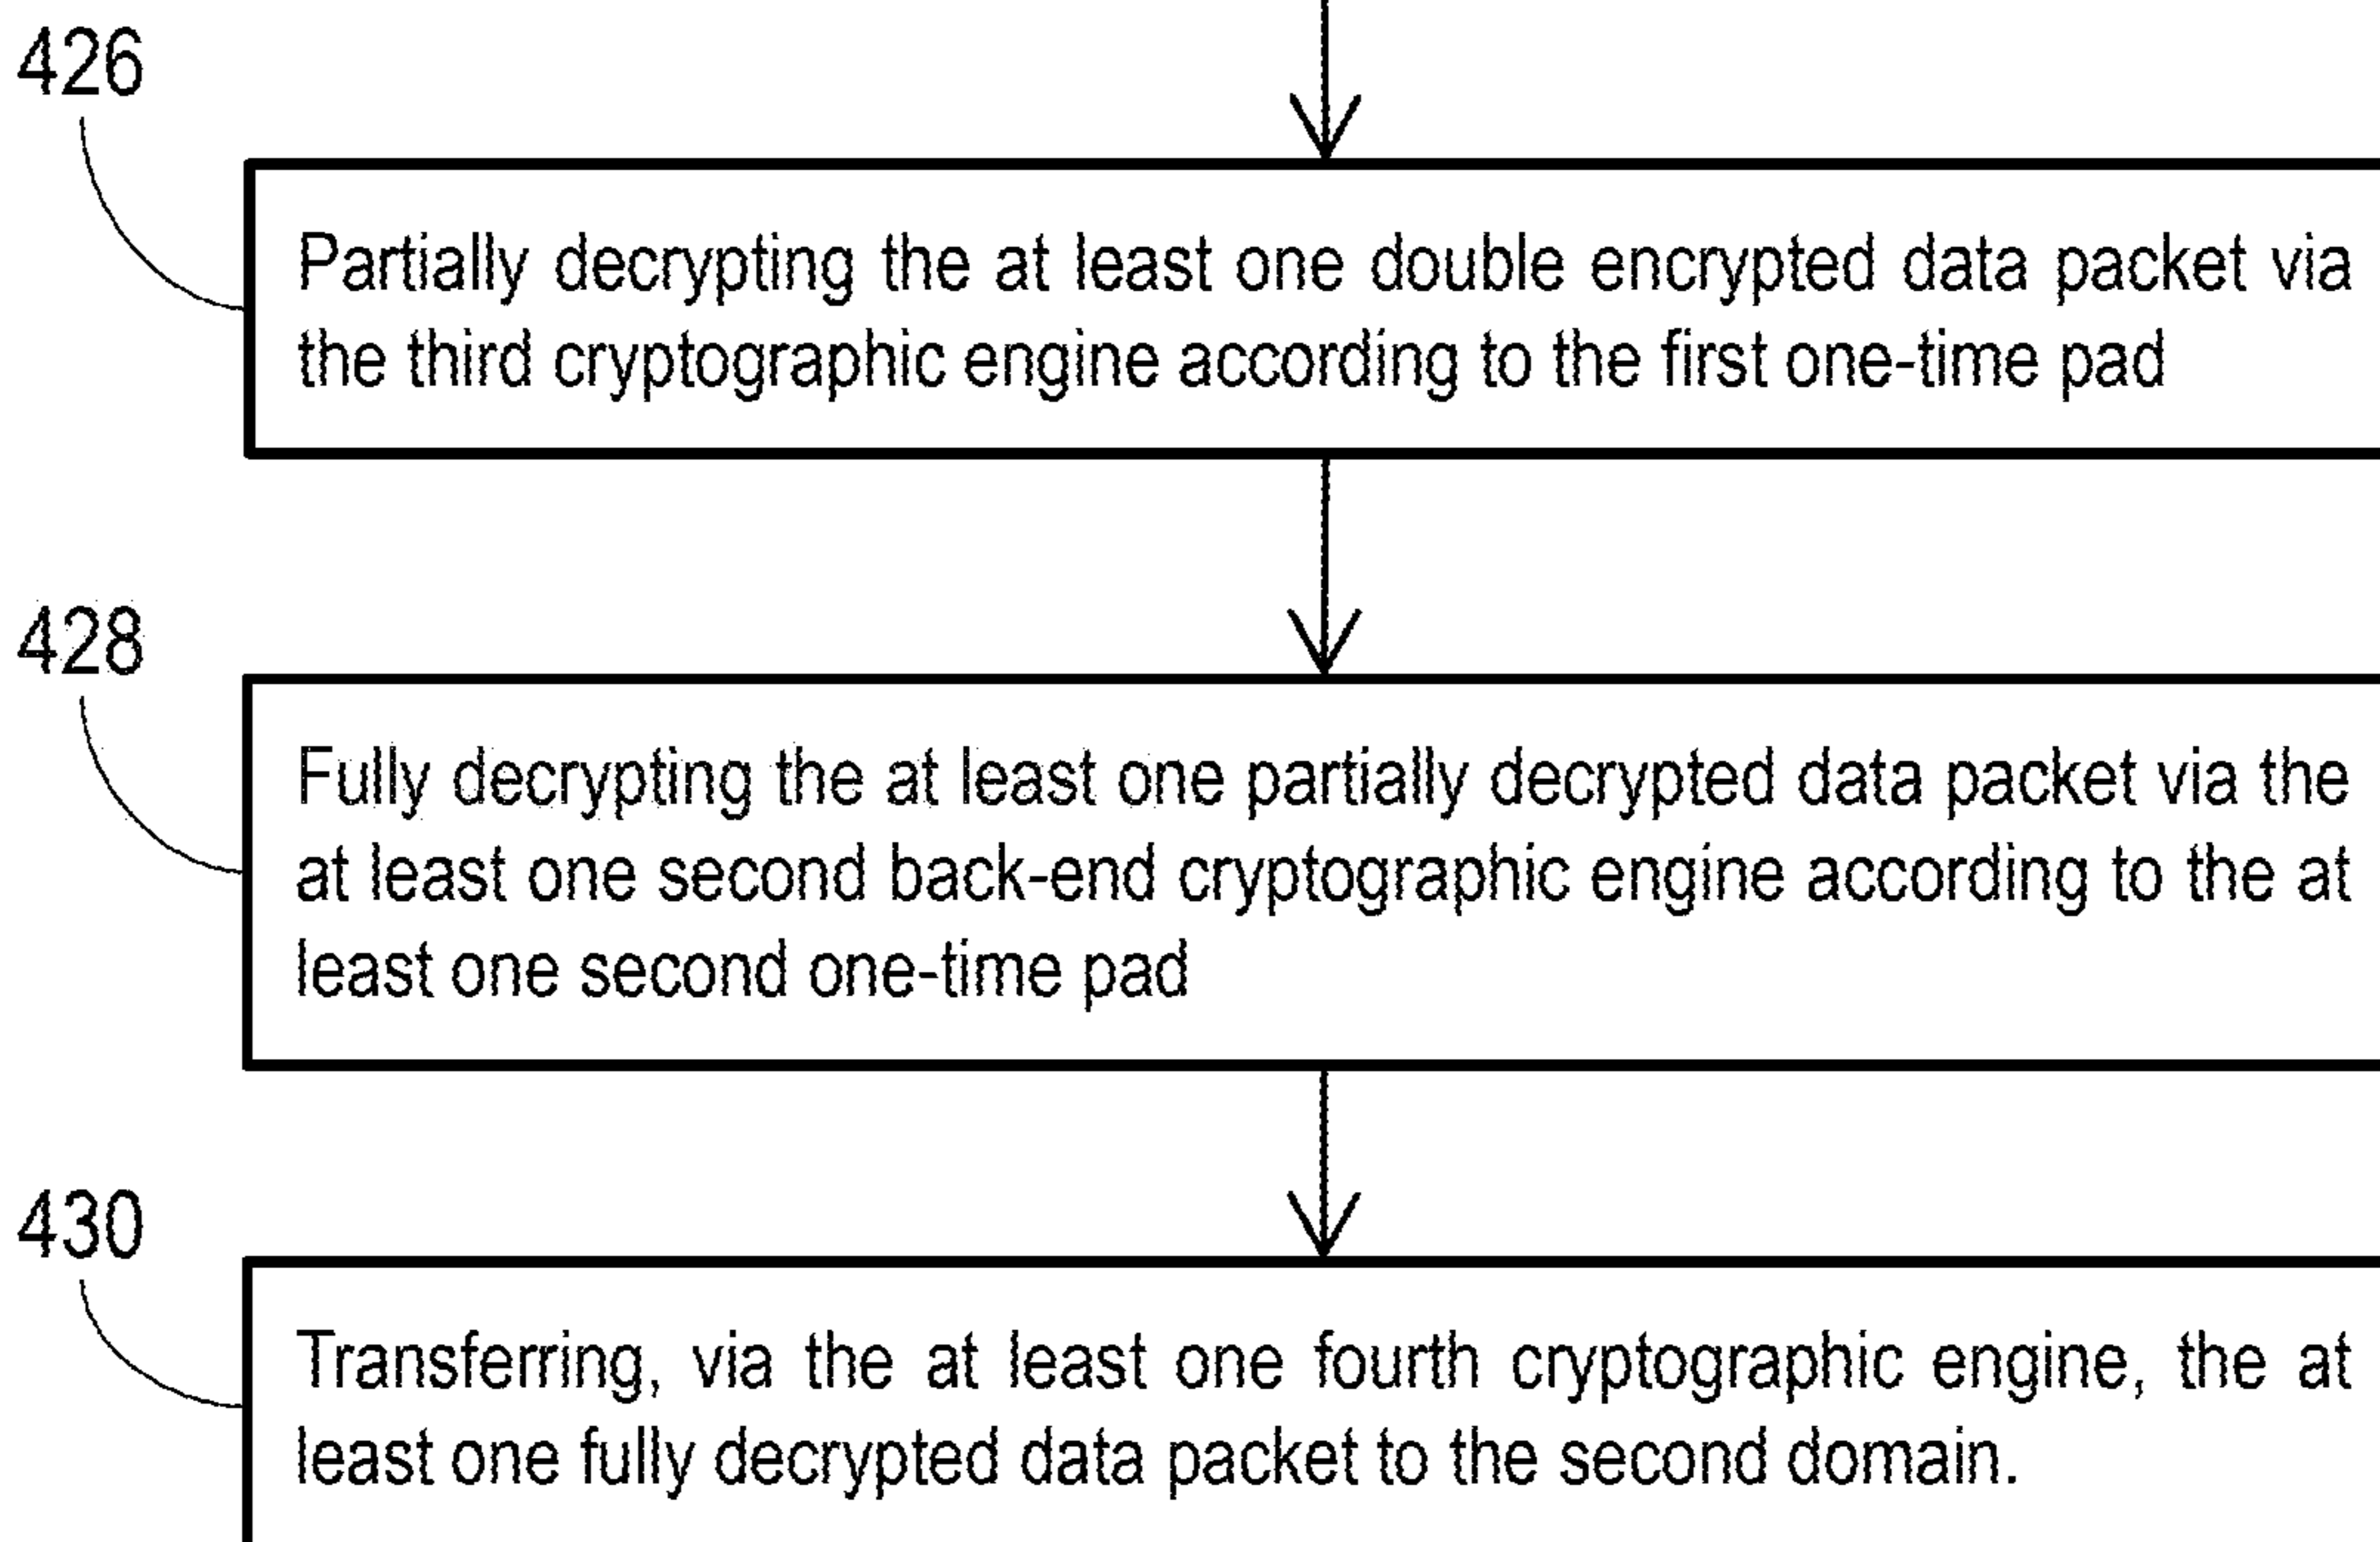 426
Partially decrypting the at least one double encrypted data packet via
the third cryptographic engine according to the first one-time pad
428
Fully decrypting the at least one partially decrypted data packet via the
at least one second back-end cryptographic engine according to the at
least one second one-time pad
430
Transferring, via the at least one fourth cryptographic engine, the at
least one fully decrypted data packet to the second domain.